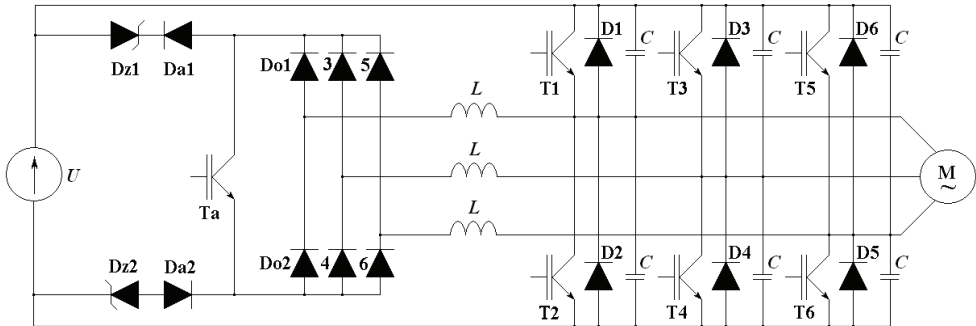 D1 D3 D6
C C C
Dz1 Da1
Do1 3 5
T1 T3 T5
L
U
Ta
L
M
~
L
Dz2 Da2
Do2 4 6
D2 D4 D5
C C C
T2 T4 T6